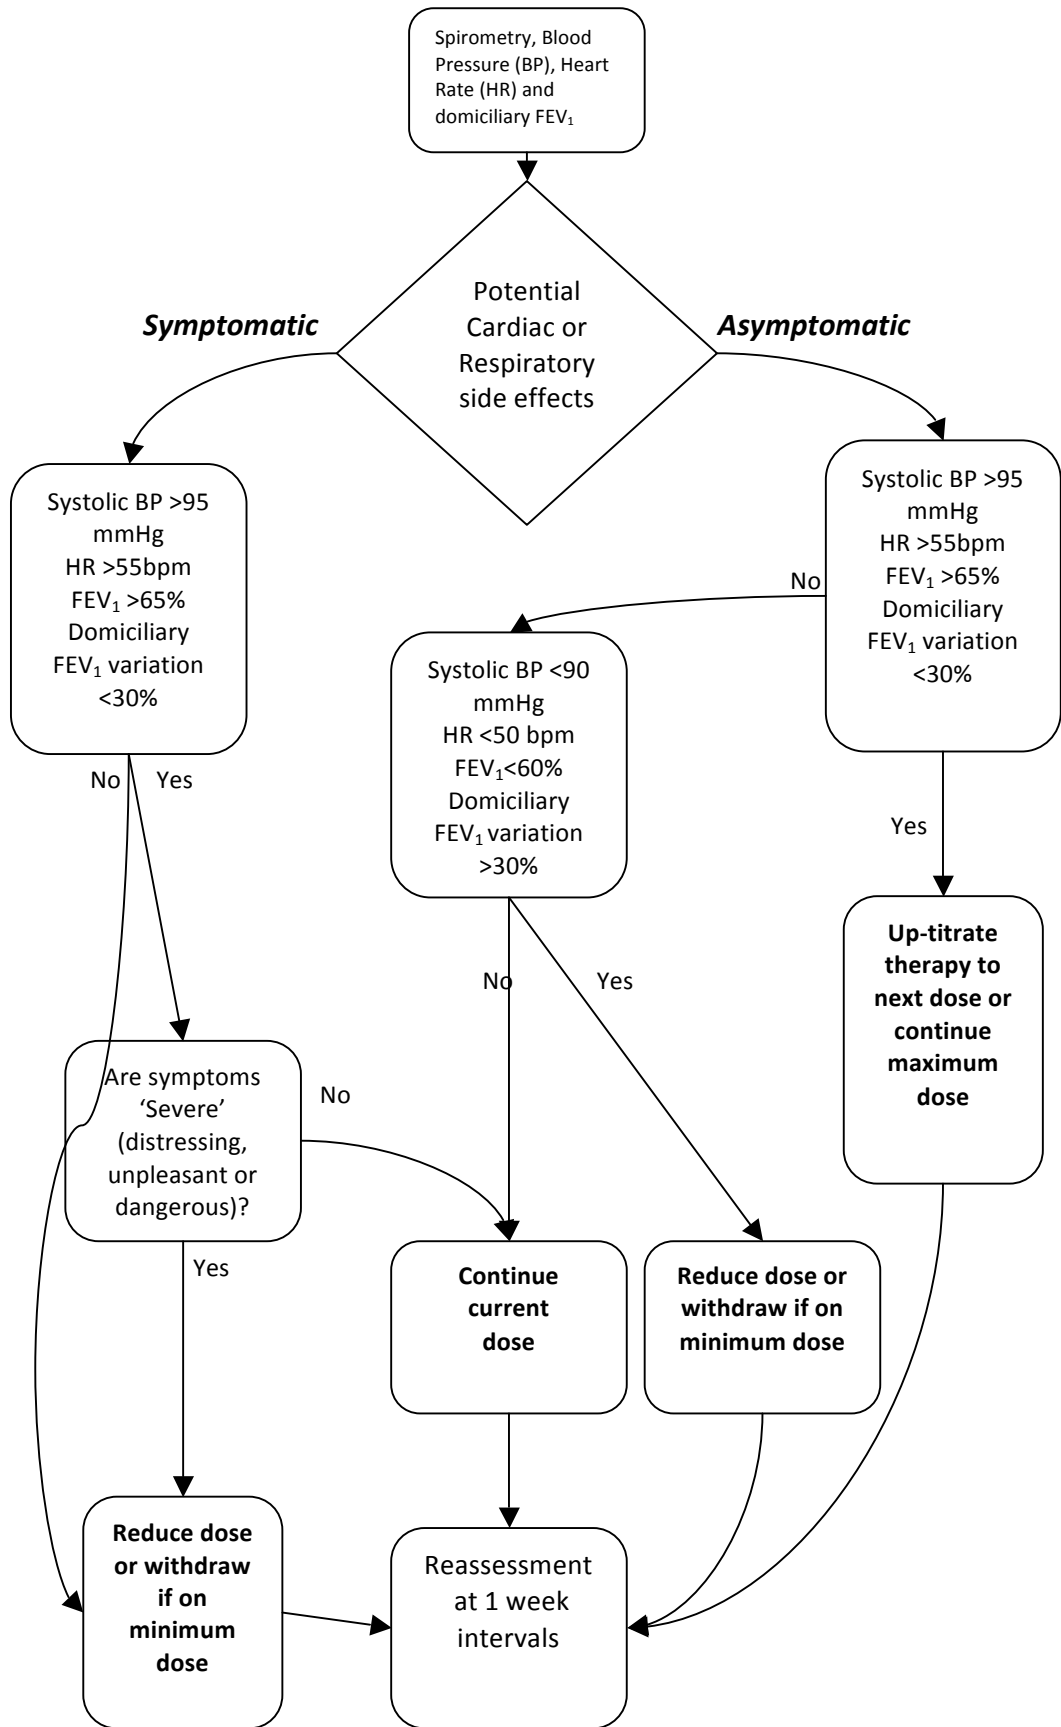 Spirometry, Blood
Pressure (BP), Heart
Rate (HR) and
domiciliary FEV₁
Potential
Cardiac or
Respiratory
side effects
Symptomatic
Asymptomatic
Systolic BP >95
mmHg
HR >55bpm
FEV₁ >65%
Domiciliary
FEV₁ variation
<30%
Systolic BP >95
mmHg
HR >55bpm
FEV₁ >65%
Domiciliary
FEV₁ variation
<30%
No
Systolic BP <90
mmHg
HR <50 bpm
FEV₁<60%
Domiciliary
FEV₁ variation
>30%
No
Yes
Yes
Up-titrate
therapy to
next dose or
continue
maximum
dose
No
Yes
Are symptoms
‘Severe’
(distressing,
unpleasant or
dangerous)?
No
Yes
Continue
current
dose
Reduce dose or
withdraw if on
minimum dose
Reduce dose
or withdraw
if on
minimum
dose
Reassessment
at 1 week
intervals